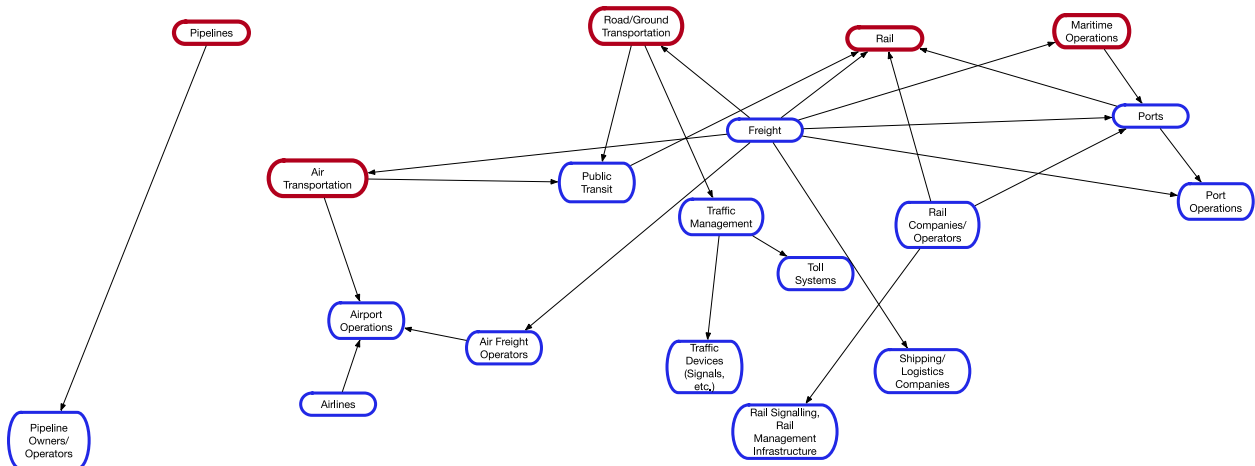 Pipelines
Road/Ground
Transportation
Rail
Maritime
Operations
Freight
Ports
Air
Transportation
Public
Transit
Traffic
Management
Rail
Companies/
Operators
Port
Operations
Toll
Systems
Airport
Operations
Air Freight
Operators
Traffic
Devices
(Signals,
etc.)
Shipping/
Logistics
Companies
Airlines
Pipeline
Owners/
Operators
Rail Signalling,
Rail
Management
Infrastructure